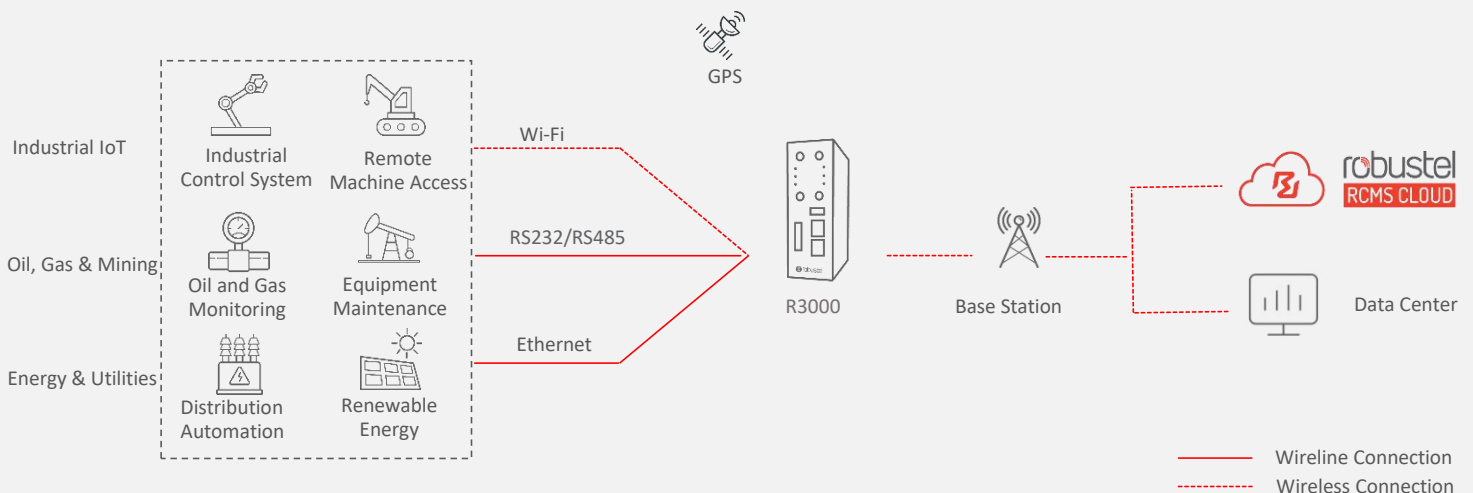 GPS
Industrial IoT
Industrial
Control System
Remote
Machine Access
Wi-Fi
Oil, Gas & Mining
Oil and Gas
Monitoring
Equipment
Maintenance
RS232/RS485
Energy & Utilities
Distribution
Automation
Renewable
Energy
Ethernet
robustel
R3000
Base Station
robustel
RCMS CLOUD
Data Center
Wireline Connection
Wireless Connection